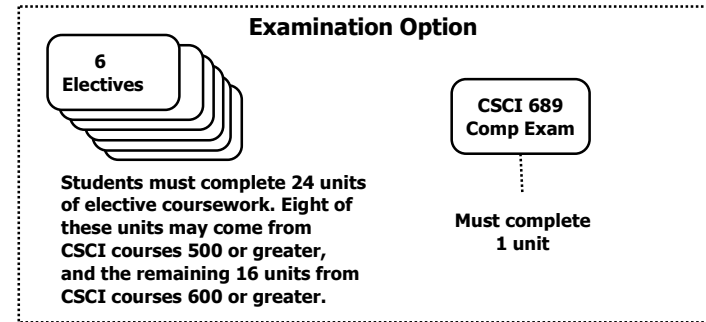 Examination Option
6
Electives
Students must complete 24 units
of elective coursework. Eight of
these units may come from
CSCI courses 500 or greater,
and the remaining 16 units from
CSCI courses 600 or greater.
CSCI 689
Comp Exam
Must complete
1 unit